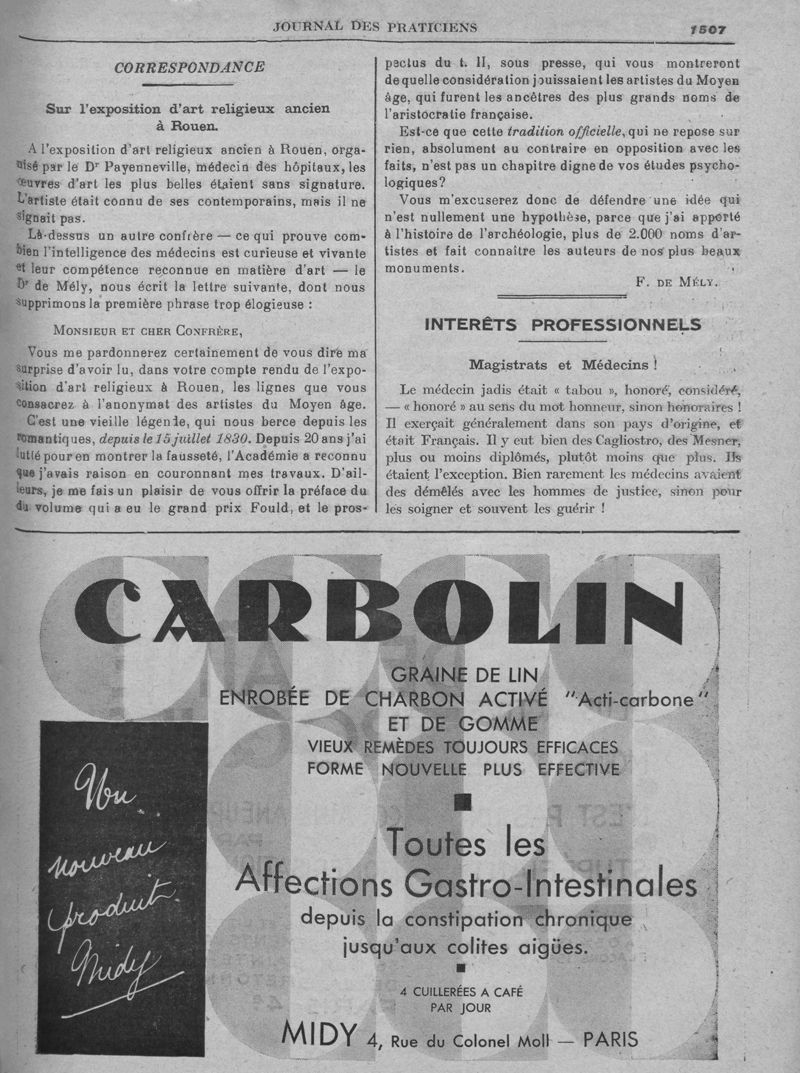 JOURNAL DES PRATICIENS
1507
CORRESPONDANCE
Sur l'exposition d'art religieux ancien
à Rouen.
A l'exposition d'art religieux ancien à Rouen, orga-
nisé par le Dr Payenneville, médecin des hôpitaux, les
œuvres d'art les plus belles étaient sans signature.
L'artiste était connu de ses contemporains, mais il ne
signait pas.
Là-dessus un autre confrère — ce qui prouve com-
bien l'intelligence des médecins est curieuse et vivante
et leur compétence reconnue en matière d'art — le
Dr de Mély, nous écrit la lettre suivante, dont nous
supprimons la première phrase trop élogieuse :
MONSIEUR ET CHER CONFRÈRE,
Vous me pardonnerez certainement de vous dire ma
surprise d'avoir lu, dans votre compte rendu de l'expo-
sition d'art religieux à Rouen, les lignes que vous
consacrez à l'anonymat des artistes du Moyen âge.
C'est une vieille légende, qui nous berce depuis les
romantiques, depuis le 15 juillet 1830. Depuis 20 ans j'ai
lutté pour en montrer la fausseté, l'Académie a reconnu
que j'avais raison en couronnant mes travaux. D'ail-
leurs, je me fais un plaisir de vous offrir la préface du
du volume qui a eu le grand prix Fould, et le pros-
pectus du t. II, sous presse, qui vous montreront
de quelle considération jouissaient les artistes du Moyen
âge, qui furent les ancêtres des plus grands noms de
l'aristocratie française.
Est-ce que cette tradition officielle, qui ne repose sur
rien, absolument au contraire en opposition avec les
faits, n'est pas un chapitre digne de vos études psycho-
logiques ?
Vous m'excuserez donc de défendre une idée qui
n'est nullement une hypothèse, parce que j'ai apporté
à l'histoire de l'archéologie, plus de 2.000 noms d'ar-
tistes et fait connaître les auteurs de nos plus beaux
monuments.
F. DE MÉLY.
INTERÊTS PROFESSIONNELS
Magistrats et Médecins !
Le médecin jadis était « tabou », honoré, considéré,
— « honoré » au sens du mot honneur, sinon honoraires !
Il exerçait généralement dans son pays d'origine, et
était Français. Il y eut bien des Cagliostro, des Mesner,
plus ou moins diplômés, plutôt moins que plus. Ils
étaient l'exception. Bien rarement les médecins avaient
des démêlés avec les hommes de justice, sinon pour
les soigner et souvent les guérir !
CARBOLIN
GRAINE DE LIN
ENROBÉE DE CHARBON ACTIVÉ "Acti-carbone"
ET DE GOMME
VIEUX REMÈDES TOUJOURS EFFICACES
FORME NOUVELLE PLUS EFFECTIVE
Un
nouveau
produit
Midy
Toutes les
Affections Gastro-Intestinales
depuis la constipation chronique
jusqu'aux colites aigües.
4 CUILLERÉES A CAFÉ
PAR JOUR
MIDY 4, Rue du Colonel Moll — PARIS